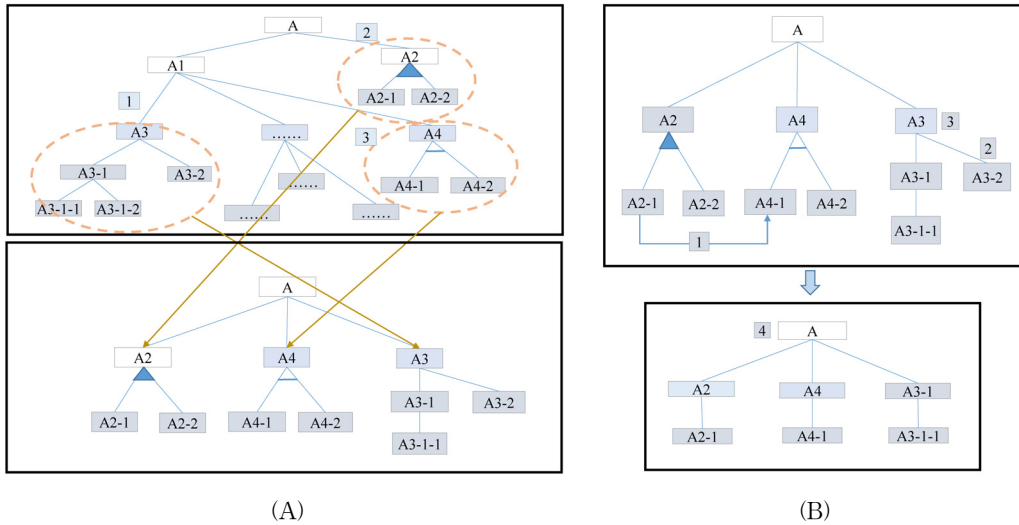 A
2
A1
A2
A2-1
A2-2
1
A3
......
3
A4
A3-1
A3-2
......
A4-1
A4-2
A3-1-1
A3-1-2
......
......
A
A2
A4
A3
A2-1
A2-2
A4-1
A4-2
A3-1
A3-2
A3-1-1
(A)
A
A2
A4
A3
3
2
A2-1
A2-2
A4-1
A4-2
A3-1
A3-2
1
A3-1-1
4
A
A2
A4
A3-1
A2-1
A4-1
A3-1-1
(B)